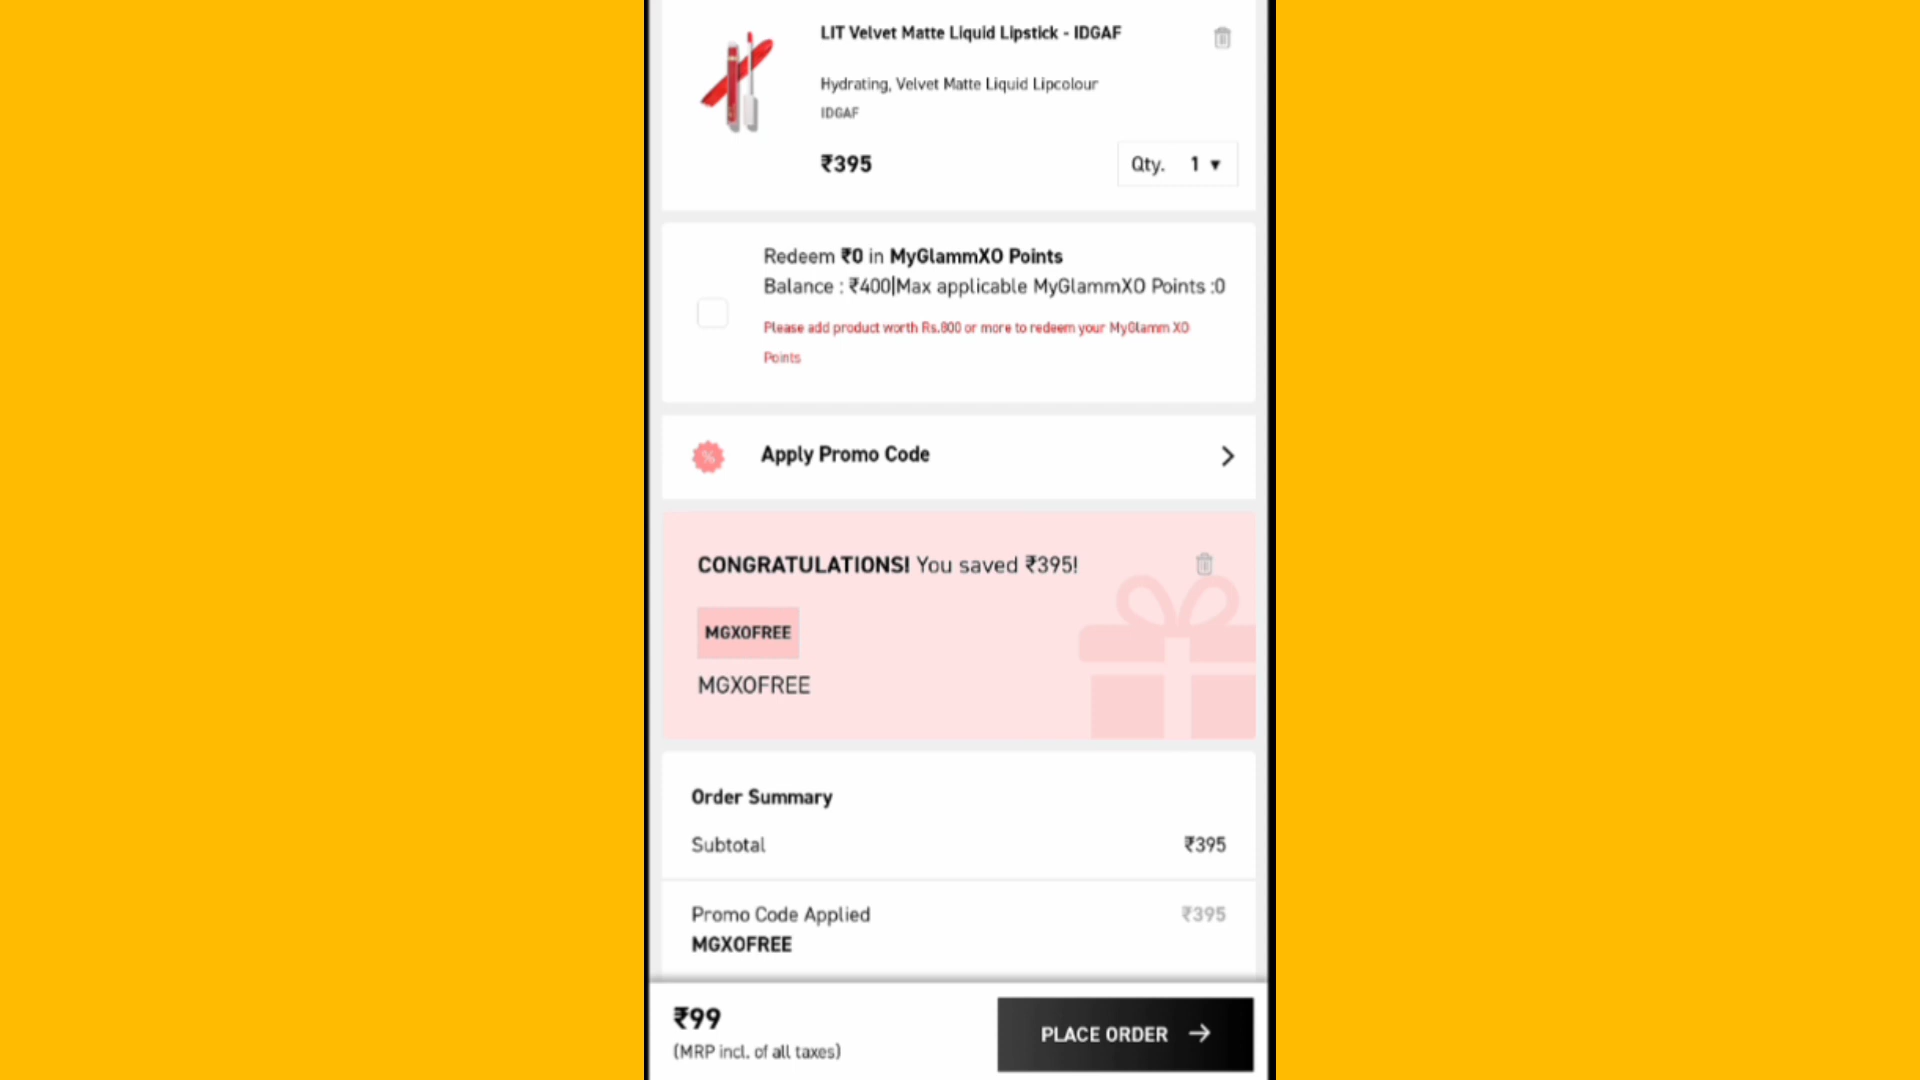 LIT Velvet Matte Liquid Lipstick - IDGAF
Hydrating, Velvet Matte Liquid Lipcolour
IDGAF
₹395
Qty. 1 ▼
Redeem ₹0 in MyGlammXO Points
Balance : ₹400|Max applicable MyGlammXO Points :0
Please add product worth Rs.800 or more to redeem your MyGlamm XO
Points
%
Apply Promo Code
CONGRATULATIONS! You saved ₹395!
MGXOFREE
MGXOFREE
Order Summary
Subtotal ₹395
Promo Code Applied ₹395
MGXOFREE
₹99
(MRP incl. of all taxes)
PLACE ORDER →